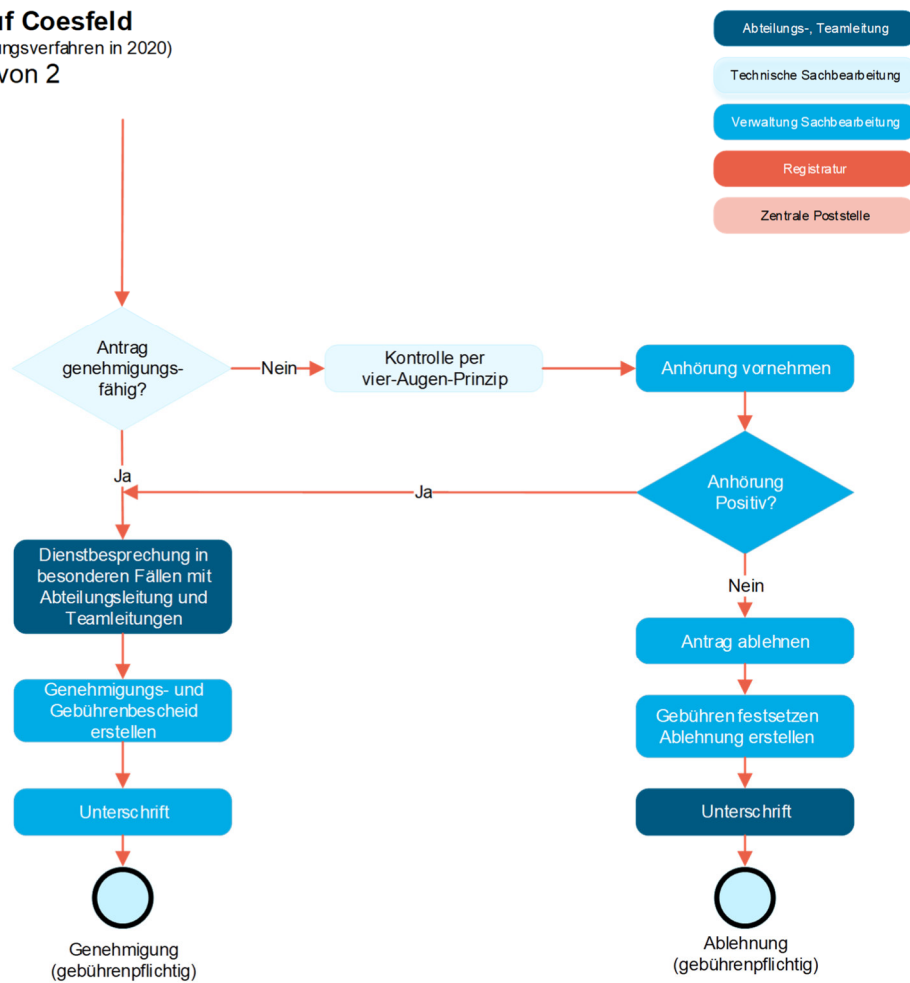 f Coesfeld
ungsverfahren in 2020)
von 2
Abteilungs-, Teamleitung
Technische Sachbearbeitung
Verwaltung Sachbearbeitung
Registratur
Zentrale Poststelle
Antrag
genehmigungs-
fähig?
Nein
Kontrolle per
vier-Augen-Prinzip
Anhörung vornehmen
Ja
Ja
Anhörung
Positiv?
Dienstbesprechung in
besonderen Fällen mit
Abteilungsleitung und
Teamleitungen
Nein
Antrag ablehnen
Genehmigungs- und
Gebührenbescheid
erstellen
Gebühren festsetzen
Ablehnung erstellen
Unterschrift
Unterschrift
Genehmigung
(gebührenpflichtig)
Ablehnung
(gebührenpflichtig)